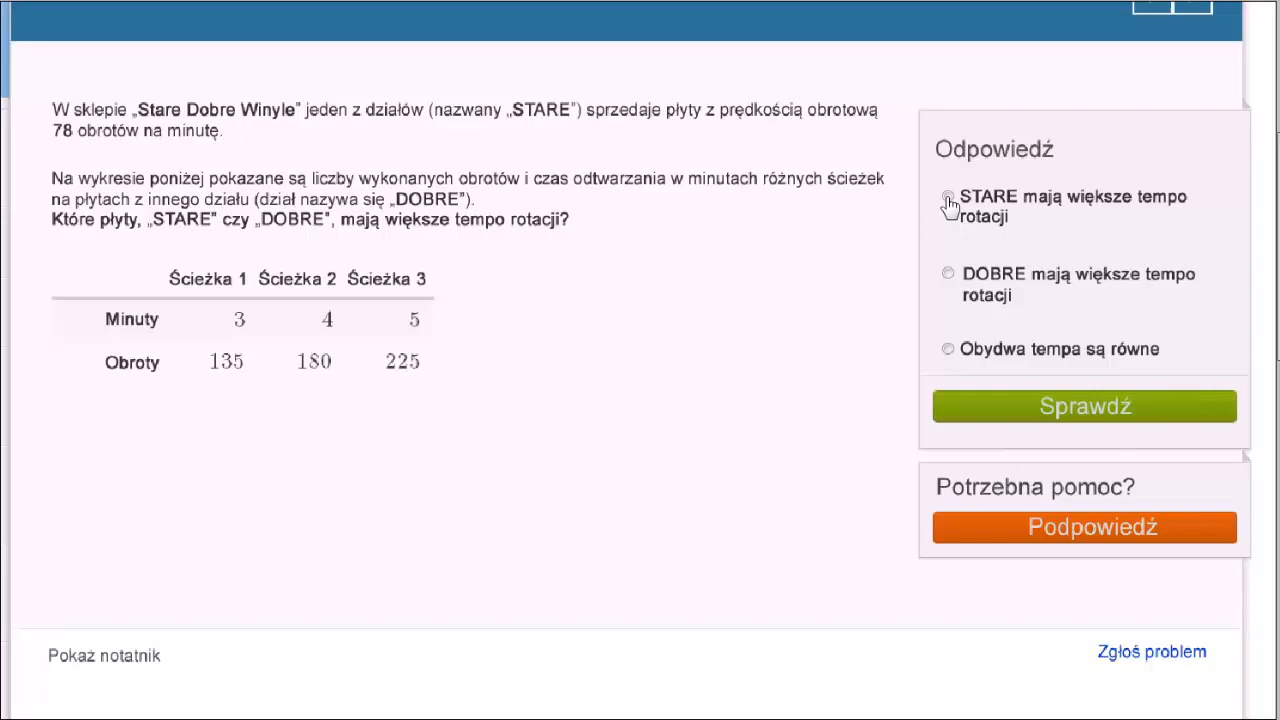 W sklepie „Stare Dobre Winyle” jeden z działów (nazwany „STARE”) sprzedaje płyty z prędkością obrotową
78 obrotów na minutę.
Na wykresie poniżej pokazane są liczby wykonanych obrotów i czas odtwarzania w minutach różnych ścieżek
na płytach z innego działu (dział nazywa się „DOBRE”).
Które płyty, „STARE” czy „DOBRE”, mają większe tempo rotacji?
Ścieżka 1 Ścieżka 2 Ścieżka 3
Minuty 3 4 5
Obroty 135 180 225
Odpowiedź
STARE mają większe tempo
rotacji
DOBRE mają większe tempo
rotacji
Obydwa tempa są równe
Sprawdź
Potrzebna pomoc?
Podpowiedź
Pokaż notatnik
Zgłoś problem